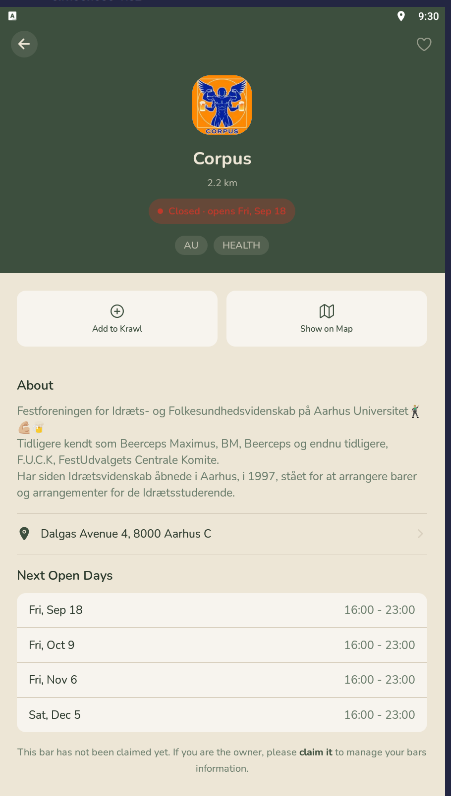 A
9:30
CORPUS
Corpus
2.2 km
Closed · opens Fri, Sep 18
AU
HEALTH
Add to Krawl
Show on Map
About
Festforeningen for Idræts- og Folkesundhedsvidenskab på Aarhus Universitet🕺
💪🏼🍺
Tidligere kendt som Beerceps Maximus, BM, Beerceps og endnu tidligere,
F.U.C.K, FestUdvalgets Centrale Komite.
Har siden Idrætsvidenskab åbnede i Aarhus, i 1997, stået for at arrangere barer
og arrangementer for de Idrætsstuderende.
Dalgas Avenue 4, 8000 Aarhus C
Next Open Days
Fri, Sep 18 16:00 - 23:00
Fri, Oct 9 16:00 - 23:00
Fri, Nov 6 16:00 - 23:00
Sat, Dec 5 16:00 - 23:00
This bar has not been claimed yet. If you are the owner, please claim it to manage your bars
information.